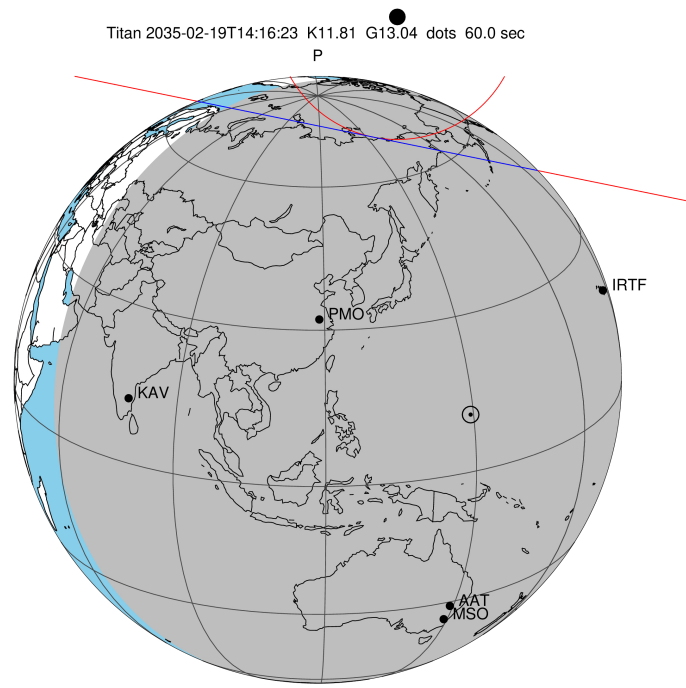 Titan 2035-02-19T14:16:23 K11.81 G13.04 dots 60.0 sec
P
IRTF
PMO
KAV
AAT
MSO